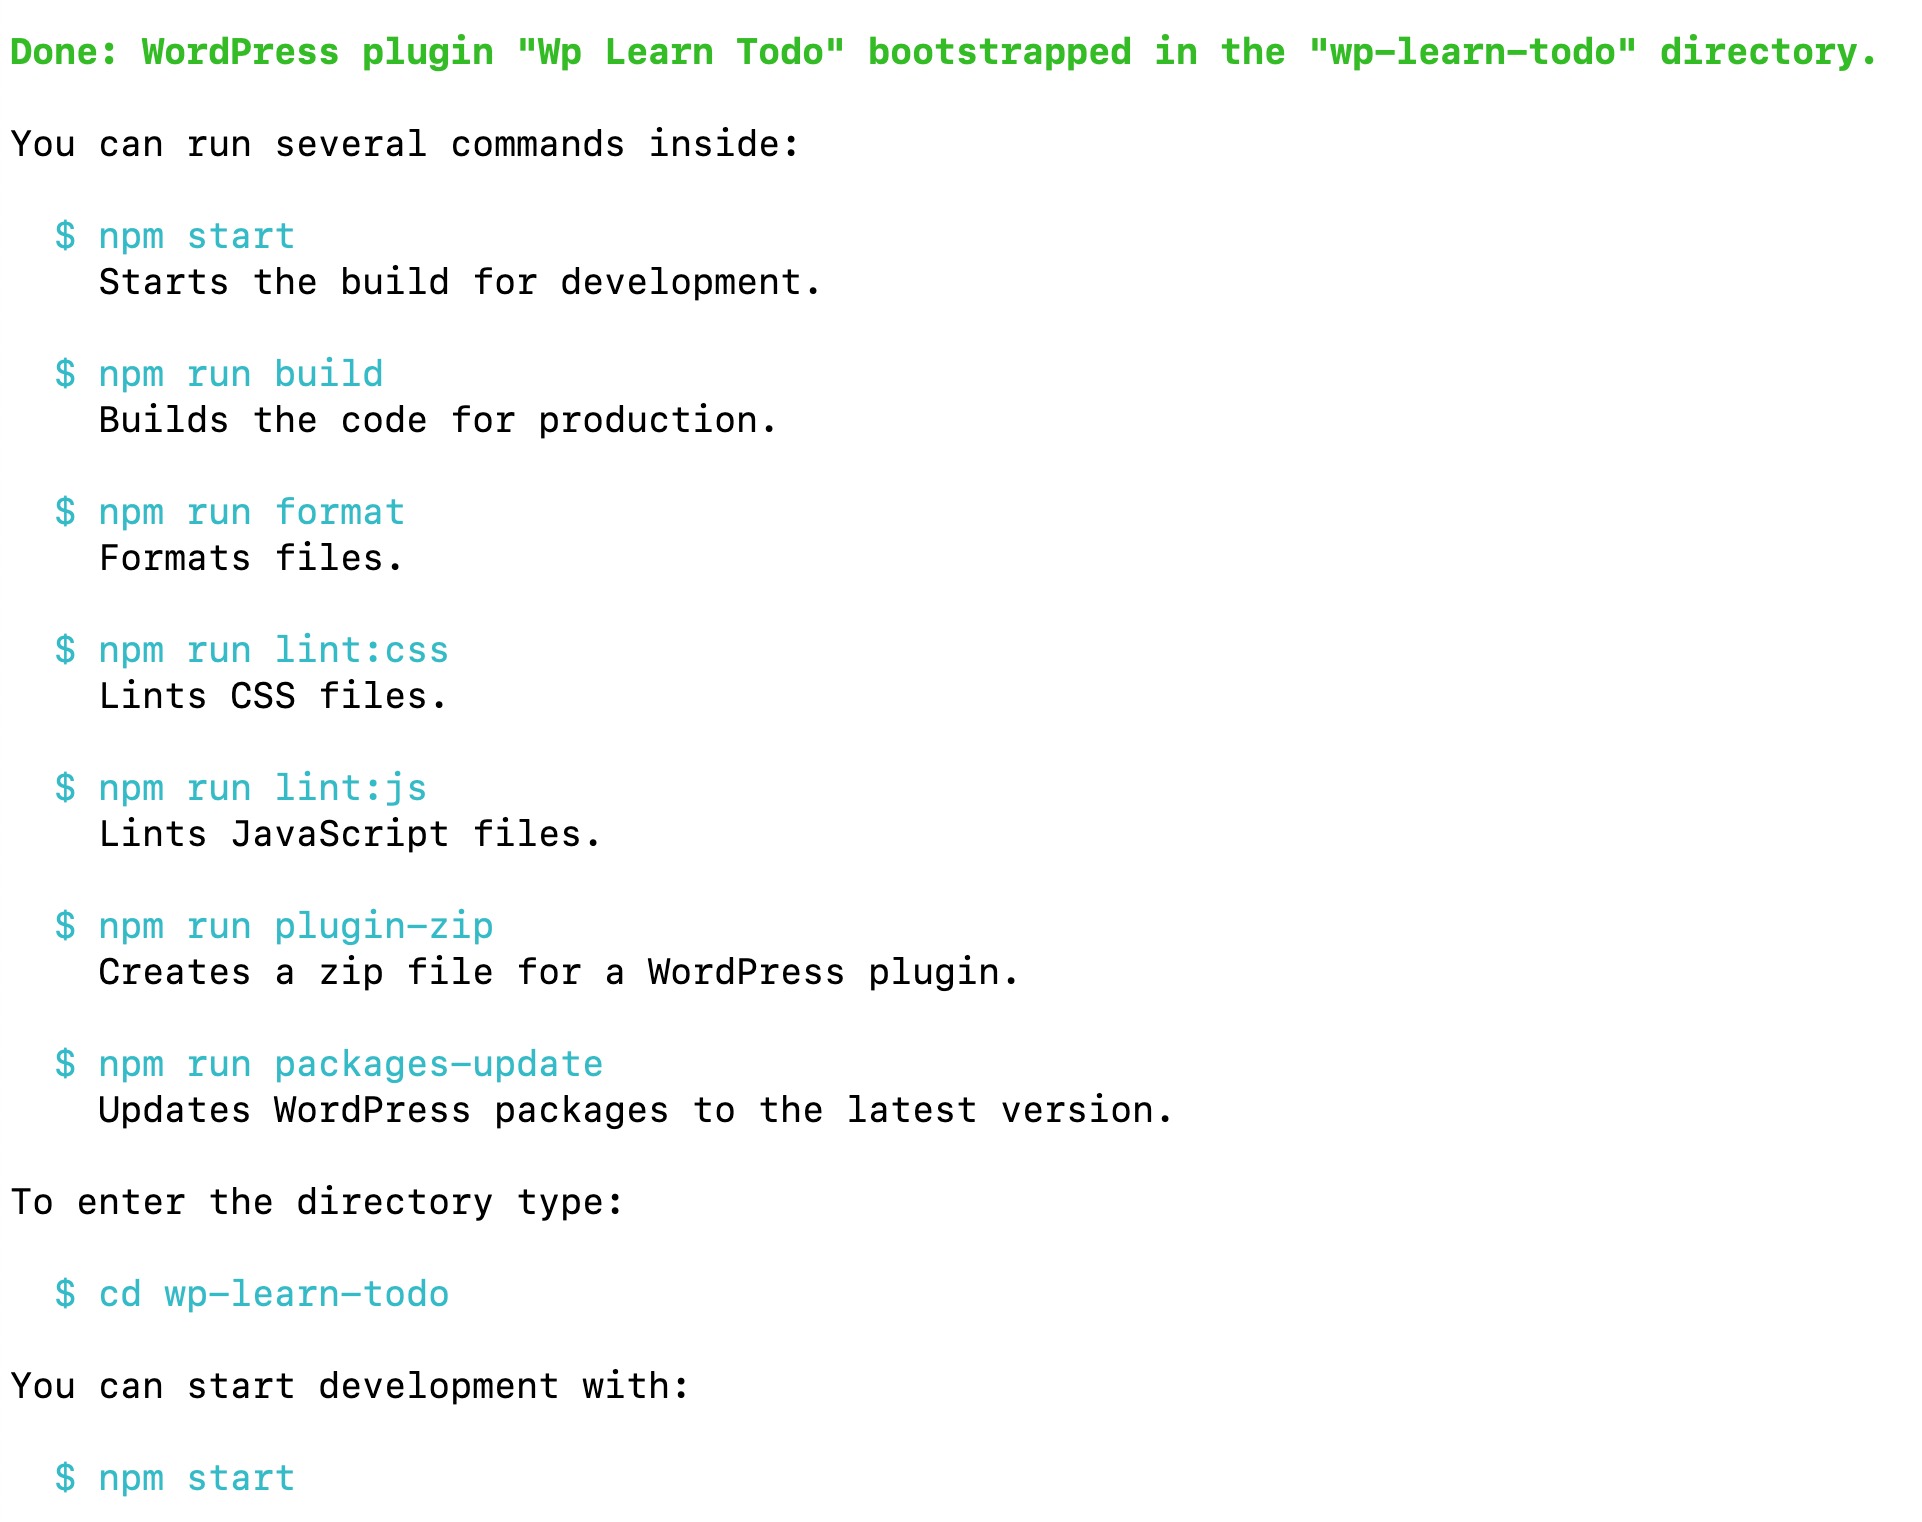 Done: WordPress plugin "Wp Learn Todo" bootstrapped in the "wp-learn-todo" directory.
You can run several commands inside:
$ npm start
Starts the build for development.
$ npm run build
Builds the code for production.
$ npm run format
Formats files.
$ npm run lint:css
Lints CSS files.
$ npm run lint:js
Lints JavaScript files.
$ npm run plugin-zip
Creates a zip file for a WordPress plugin.
$ npm run packages-update
Updates WordPress packages to the latest version.
To enter the directory type:
$ cd wp-learn-todo
You can start development with:
$ npm start